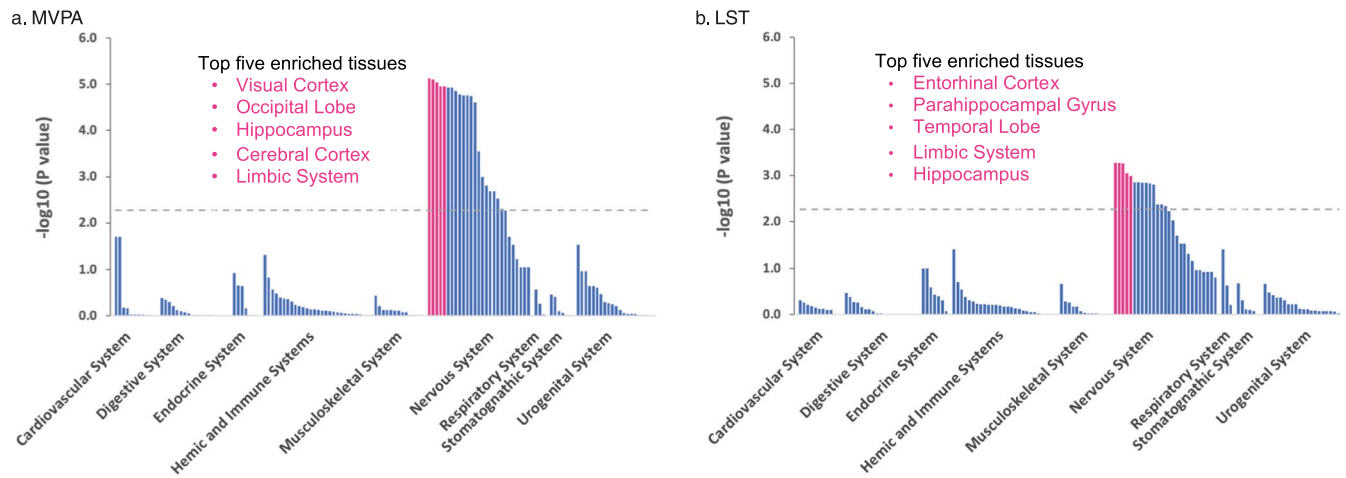 a. MVPA
6.0
5.0
4.0
3.0
2.0
1.0
0.0
-log10 (P value)
Top five enriched tissues
• Visual Cortex
• Occipital Lobe
• Hippocampus
• Cerebral Cortex
• Limbic System
Cardiovascular System
Digestive System
Endocrine System
Hemic and Immune Systems
Musculoskeletal System
Nervous System
Respiratory System
Stomatognathic System
Urogenital System
b. LST
6.0
5.0
4.0
3.0
2.0
1.0
0.0
-log10 (P value)
Top five enriched tissues
• Entorhinal Cortex
• Parahippocampal Gyrus
• Temporal Lobe
• Limbic System
• Hippocampus
Cardiovascular System
Digestive System
Endocrine System
Hemic and Immune Systems
Muscloskeletal System
Nervous System
Respiratory System
Stomatognathic System
Urogenital System